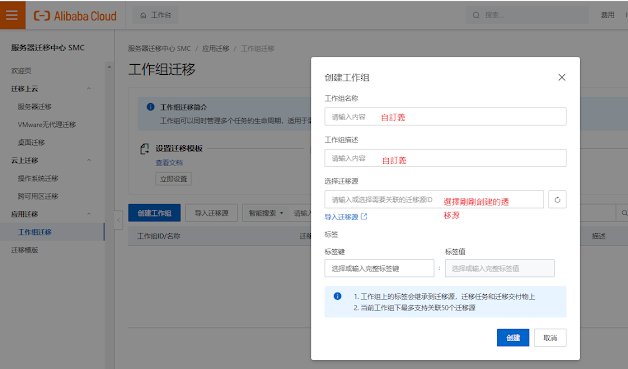 Alibaba Cloud
工作台
搜索...
费用
服务器迁移中心 SMC
欢迎页
迁移上云
服务器迁移
VMware无代理迁移
桌面迁移
云上迁移
操作系统迁移
跨可用区迁移
应用迁移
工作组迁移
迁移模版
服务器迁移中心 SMC / 应用迁移 / 工作组迁移
工作组迁移
工作组迁移简介
工作组可以同时管理多个任务的生命周期，适用于
设置迁移模板
查看文档
立即设置
创建工作组
导入迁移源
智能搜索
请输入
工作组ID/名称
迁
描述
创建工作组
工作组名称
请输入内容
自訂義
工作组描述
请输入内容
自訂義
选择迁移源
请输入或选择需要关联的迁移源ID
選擇剛剛創建的遷
移源
导入迁移源
标签
标签键
标签值
选择或输入完整标签键
:
选择或输入完整标签值
1. 工作组上的标签会继承到迁移源、迁移任务和迁移交付物上
2. 当前工作组下最多支持关联50个迁移源
创建
取消